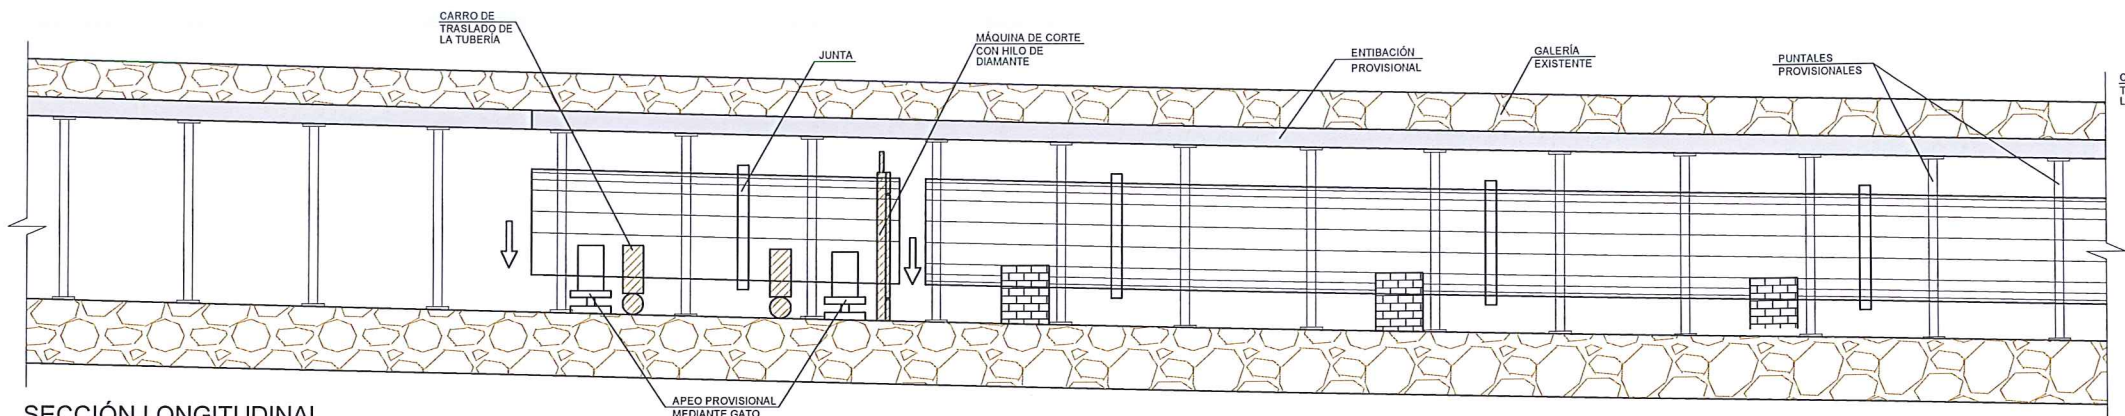 CARRO DE
TRASLADO DE
LA TUBERÍA
JUNTA
MÁQUINA DE CORTE
CON HILO DE
DIAMANTE
ENTIBACIÓN
PROVISIONAL
GALERÍA
EXISTENTE
PUNTALES
PROVISIONALES
APEO PROVISIONAL
MEDIANTE GATO
SECCIÓN LONGITUDINAL